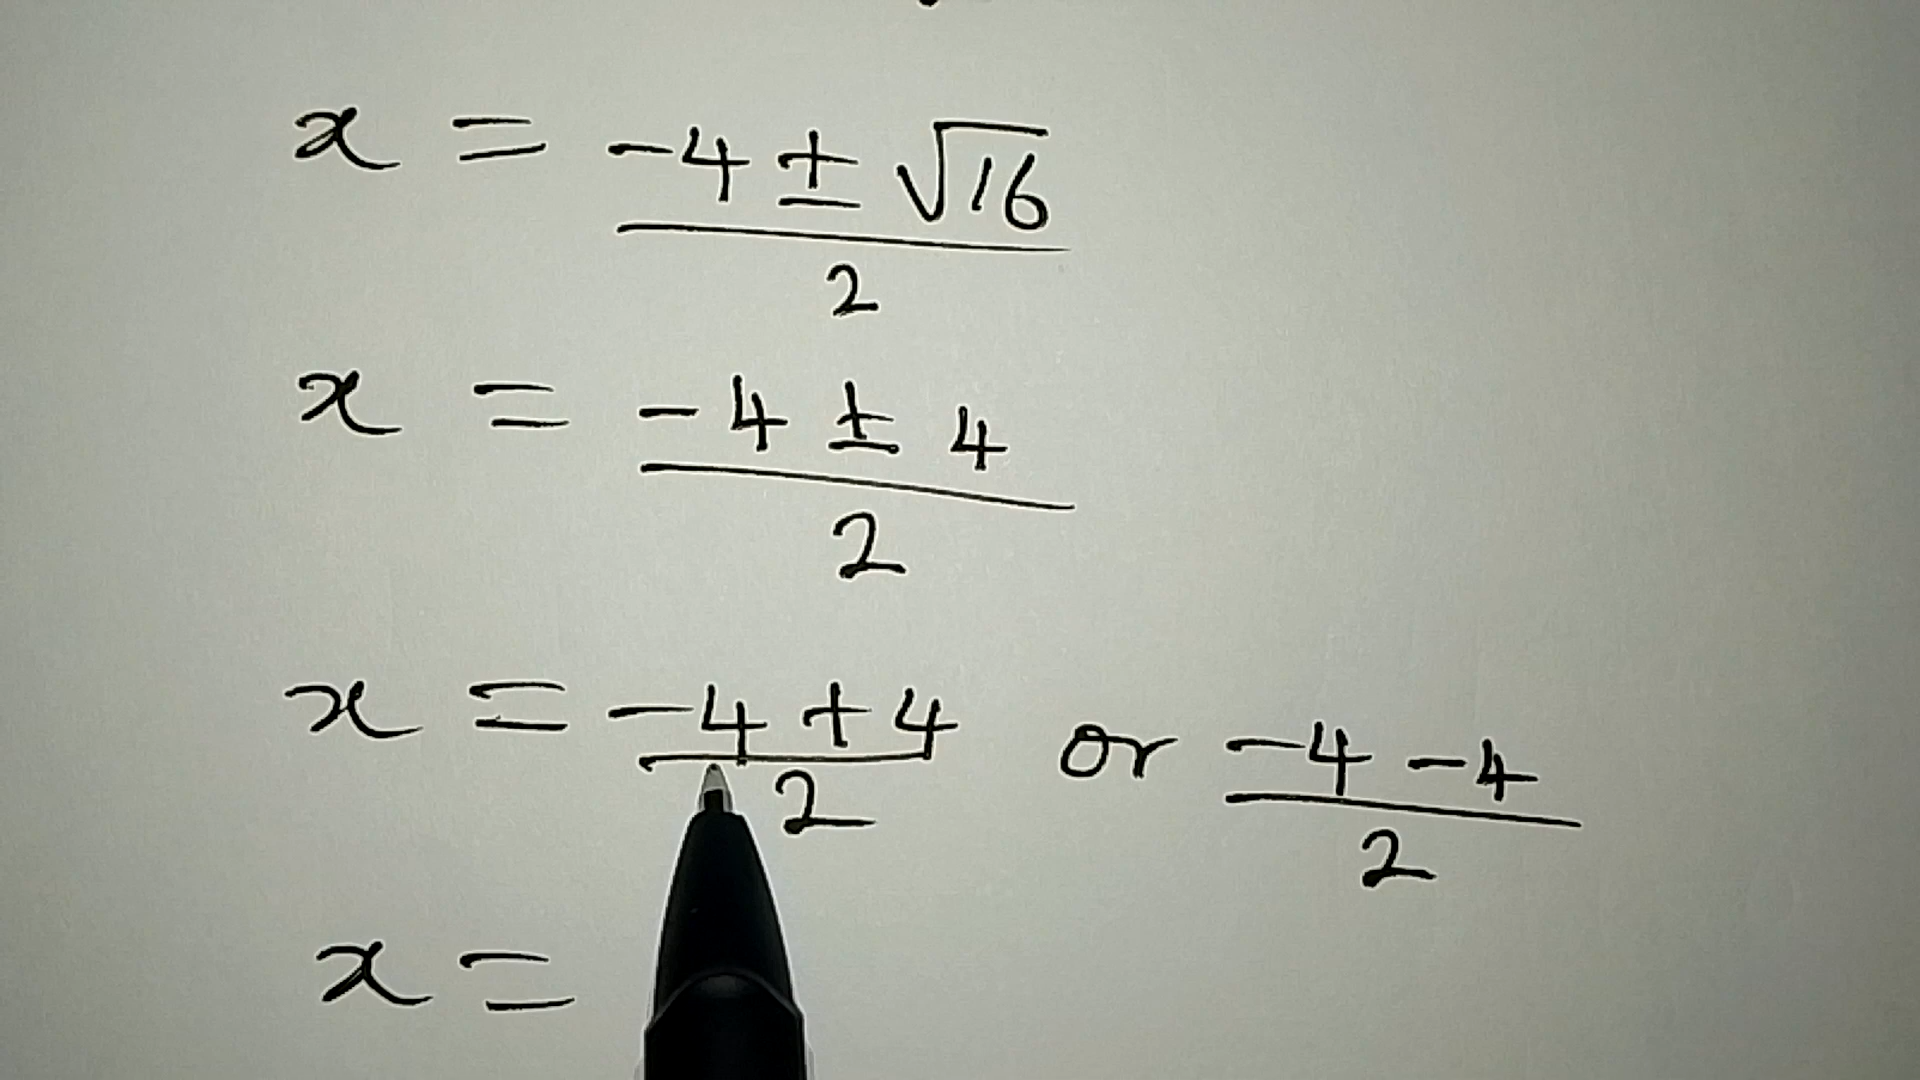 x = (-4 ± √16) / 2
x = (-4 ± 4) / 2
x = (-4 + 4) / 2 or (-4 - 4) / 2
x =